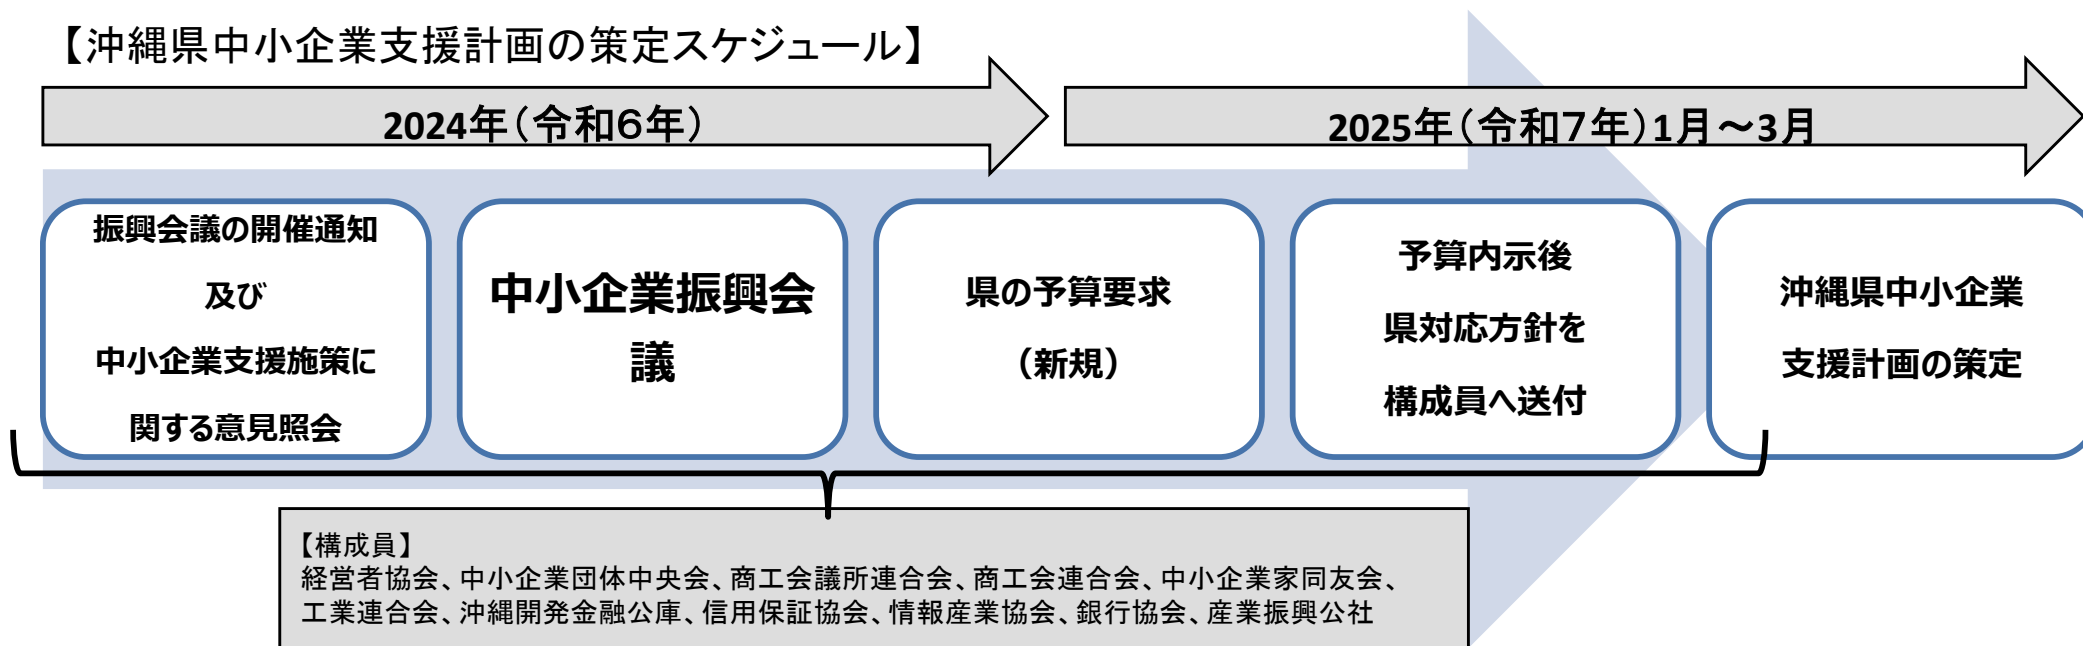 【沖縄県中小企業支援計画の策定スケジュール】
2024年（令和６年）
2025年（令和７年）1月～3月
振興会議の開催通知
及び
中小企業支援施策に
関する意見照会
中小企業振興会
議
県の予算要求
（新規）
予算内示後
県対応方針を
構成員へ送付
沖縄県中小企業
支援計画の策定
【構成員】
経営者協会、中小企業団体中央会、商工会議所連合会、商工会連合会、中小企業家同友会、
工業連合会、沖縄開発金融公庫、信用保証協会、情報産業協会、銀行協会、産業振興公社